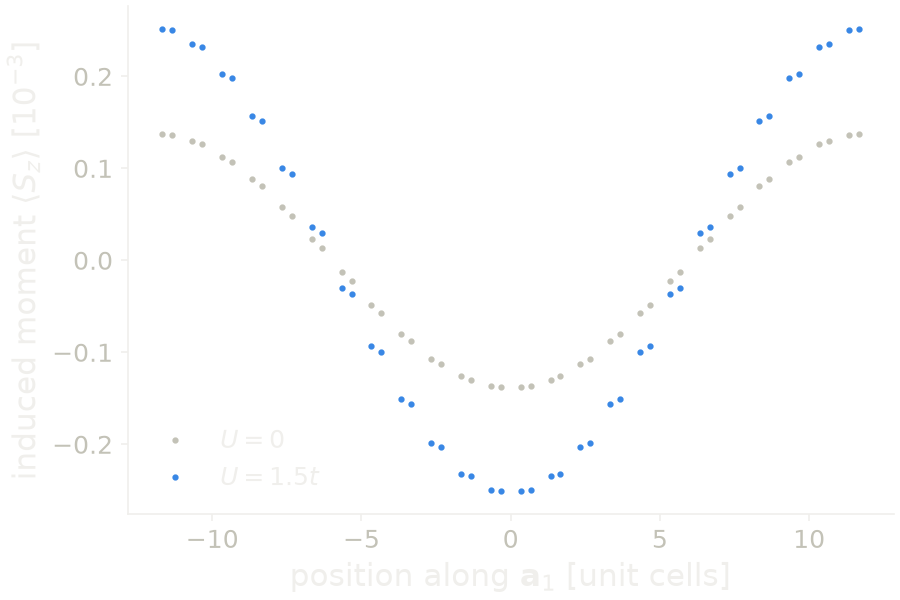 induced moment ⟨S_z⟩ [10⁻³]
0.2
0.1
0.0
−0.1
−0.2
U = 0
U = 1.5t
−10 −5 0 5 10
position along a₁ [unit cells]